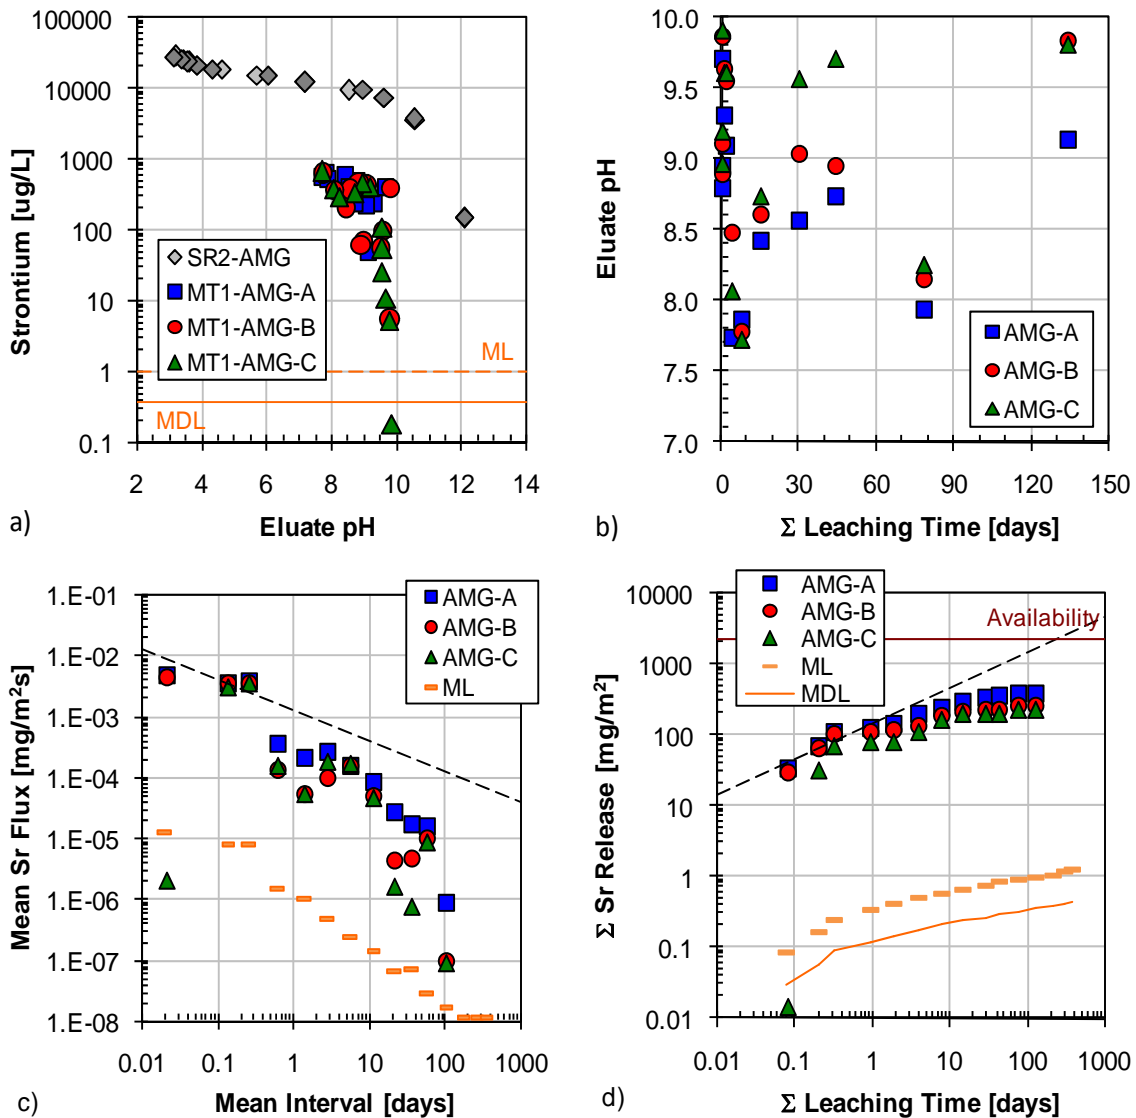 100000
10000
1000
100
10
1
0.1
Strontium [ug/L]
SR2-AMG
MT1-AMG-A
MT1-AMG-B
MT1-AMG-C
ML
MDL
2 4 6 8 10 12 14
Eluate pH
a)
10.0
9.5
9.0
8.5
8.0
7.5
7.0
Eluate pH
AMG-A
AMG-B
AMG-C
0 30 60 90 120 150
Σ Leaching Time [days]
b)
1.E-01
1.E-02
1.E-03
1.E-04
1.E-05
1.E-06
1.E-07
1.E-08
Mean Sr Flux [mg/m²s]
AMG-A
AMG-B
AMG-C
ML
0.01 0.1 1 10 100 1000
Mean Interval [days]
c)
10000
1000
100
10
1
0.1
0.01
Σ Sr Release [mg/m²]
AMG-A
AMG-B
AMG-C
ML
MDL
Availability
0.01 0.1 1 10 100 1000
Σ Leaching Time [days]
d)